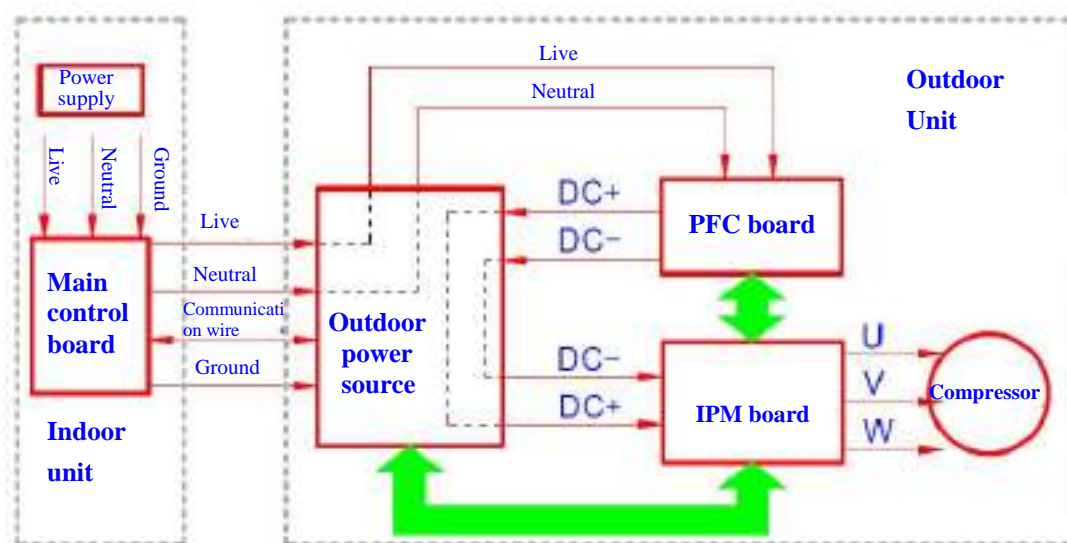 Power
supply
Live
Neutral
Ground
Main
control
board
Indoor
unit
Live
Neutral
Communicati
on wire
Ground
Outdoor
power
source
Live
Neutral
Outdoor
Unit
DC+
DC-
PFC board
DC-
DC+
IPM board
U
V
W
Compressor